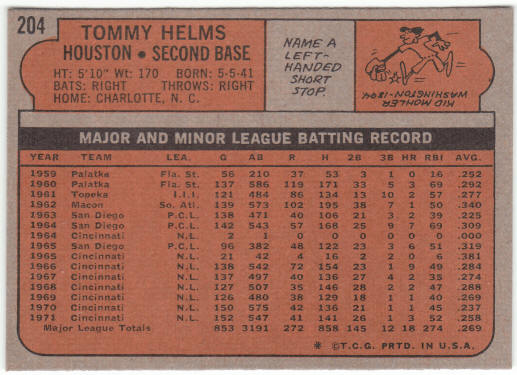 204
TOMMY HELMS
HOUSTON • SECOND BASE
HT: 5'10" WT: 170 BORN: 5-5-41
BATS: RIGHT THROWS: RIGHT
HOME: CHARLOTTE, N. C.
NAME A
LEFT-
HANDED
SHORT
STOP.
KID MOHLER
WASHINGTON-1894
MAJOR AND MINOR LEAGUE BATTING RECORD
YEAR TEAM LEA. G AB R H 2B 3B HR RBI AVG.
1959 Palatka Fla. St. 56 210 37 53 3 1 0 16 .252
1960 Palatka Fla. St. 137 586 119 171 33 5 3 69 .292
1961 Topeka I.I.I. 121 484 86 134 13 10 2 57 .277
1962 Macon So. Atl. 139 573 102 195 38 7 1 50 .340
1963 San Diego P.C.L. 138 471 40 106 21 3 2 39 .225
1964 San Diego P.C.L. 142 543 57 168 25 9 7 69 .309
1964 Cincinnati N.L. 2 1 0 0 0 0 0 0 .000
1965 San Diego P.C.L. 96 382 48 122 23 3 6 51 .319
1965 Cincinnati N.L. 21 42 4 16 2 2 0 6 .381
1966 Cincinnati N.L. 138 542 72 154 23 1 9 49 .284
1967 Cincinnati N.L. 137 497 40 136 27 4 2 35 .274
1968 Cincinnati N.L. 127 507 35 146 28 2 2 47 .288
1969 Cincinnati N.L. 126 480 38 129 18 1 1 40 .269
1970 Cincinnati N.L. 150 575 42 136 21 1 1 45 .237
1971 Cincinnati N.L. 152 547 41 141 26 1 3 52 .258
Major League Totals 853 3191 272 858 145 12 18 274 .269
* © T.C.G. PRTD. IN U.S.A.